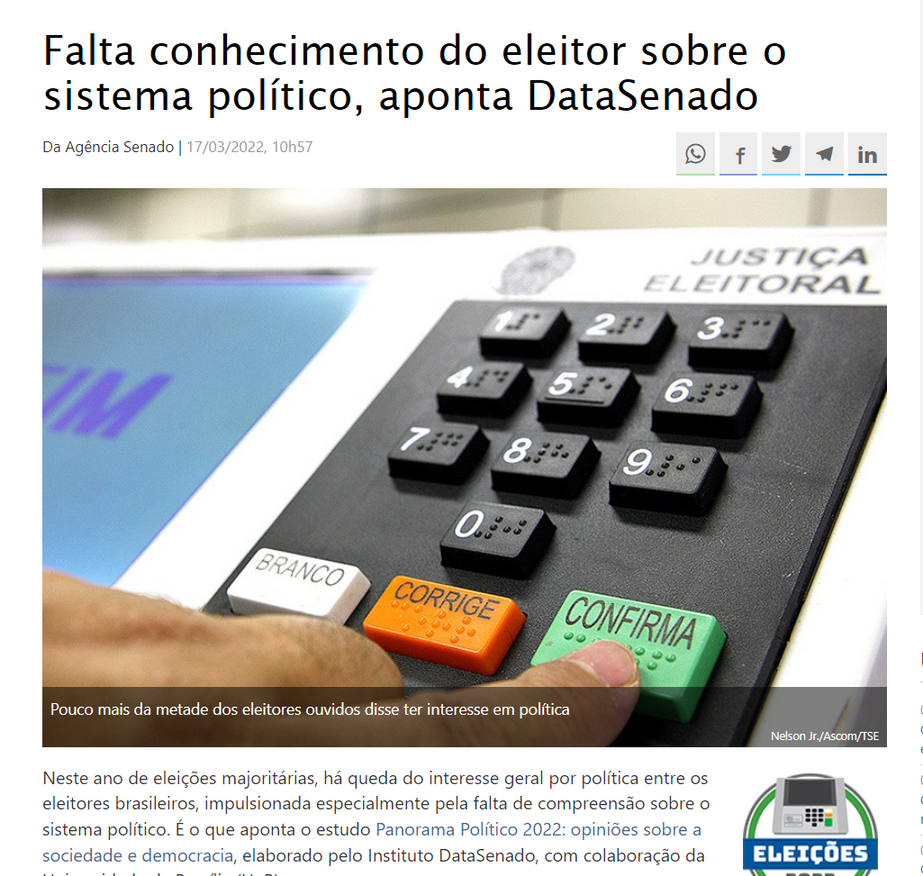 Falta conhecimento do eleitor sobre o
sistema político, aponta DataSenado
Da Agência Senado | 17/03/2022, 10h57
f
in
JUSTIÇA
ELEITORAL
IM
1 2 3
4 5 6
7 8 9
0
BRANCO
CORRIGE
CONFIRMA
Pouco mais da metade dos eleitores ouvidos disse ter interesse em política
Nelson Jr./Ascom/TSE
Neste ano de eleições majoritárias, há queda do interesse geral por política entre os
eleitores brasileiros, impulsionada especialmente pela falta de compreensão sobre o
sistema político. É o que aponta o estudo Panorama Político 2022: opiniões sobre a
sociedade e democracia, elaborado pelo Instituto DataSenado, com colaboração da
ELEIÇÕES